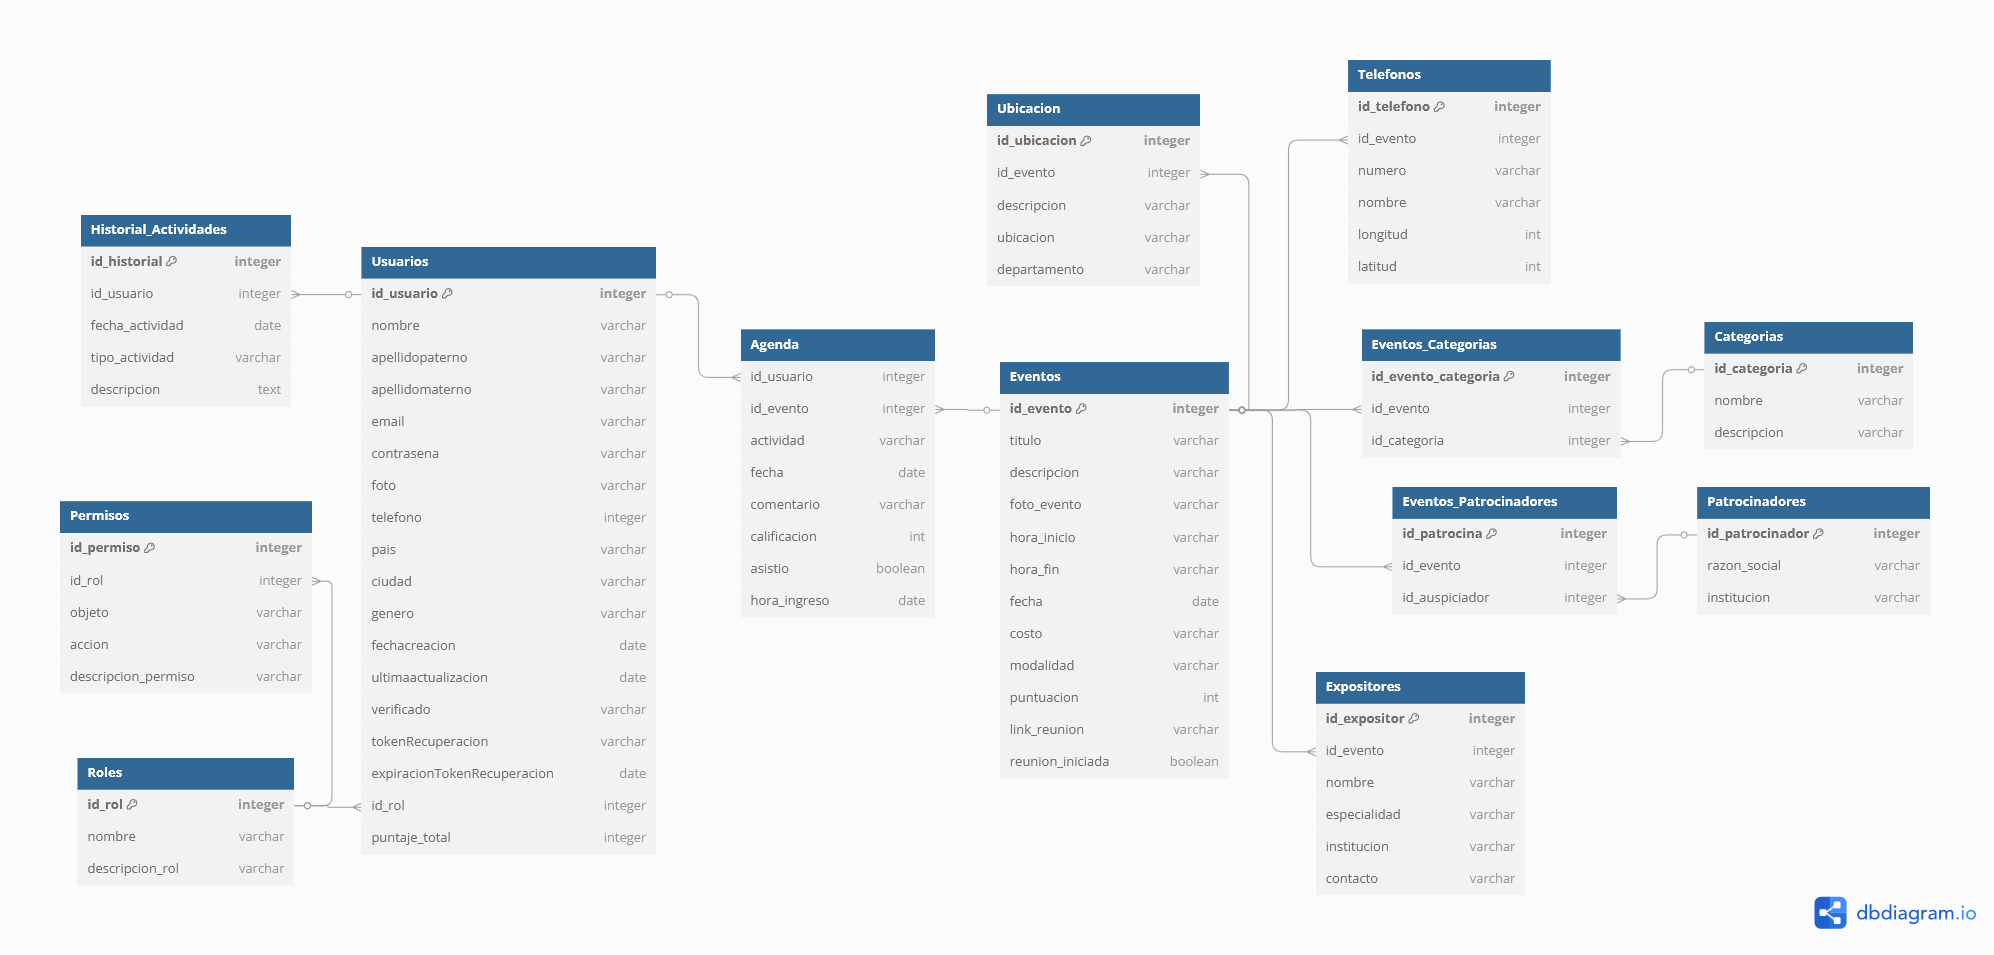 Historial_Actividades
id_historial integer
id_usuario integer
fecha_actividad date
tipo_actividad varchar
descripcion text
Permisos
id_permiso integer
id_rol integer
objeto varchar
accion varchar
descripcion_permiso varchar
Roles
id_rol integer
nombre varchar
descripcion_rol varchar
Usuarios
id_usuario integer
nombre varchar
apellidopaterno varchar
apellidomaterno varchar
email varchar
contrasena varchar
foto varchar
telefono integer
pais varchar
ciudad varchar
genero varchar
fechacreacion date
ultimaactualizacion date
verificado varchar
tokenRecuperacion varchar
expiracionTokenRecuperacion date
id_rol integer
puntaje_total integer
Agenda
id_usuario integer
id_evento integer
actividad varchar
fecha date
comentario varchar
calificacion int
asistio boolean
hora_ingreso date
Ubicacion
id_ubicacion integer
id_evento integer
descripcion varchar
ubicacion varchar
departamento varchar
Eventos
id_evento integer
titulo varchar
descripcion varchar
foto_evento varchar
hora_inicio varchar
hora_fin varchar
fecha date
costo varchar
modalidad varchar
puntuacion int
link_reunion varchar
reunion_iniciada boolean
Telefonos
id_telefono integer
id_evento integer
numero varchar
nombre varchar
longitud int
latitud int
Eventos_Categorias
id_evento_categoria integer
id_evento integer
id_categoria integer
Categorias
id_categoria integer
nombre varchar
descripcion varchar
Eventos_Patrocinadores
id_patrocina integer
id_evento integer
id_auspiciador integer
Patrocinadores
id_patrocinador integer
razon_social varchar
institucion varchar
Expositores
id_expositor integer
id_evento integer
nombre varchar
especialidad varchar
institucion varchar
contacto varchar
dbdiagram.io